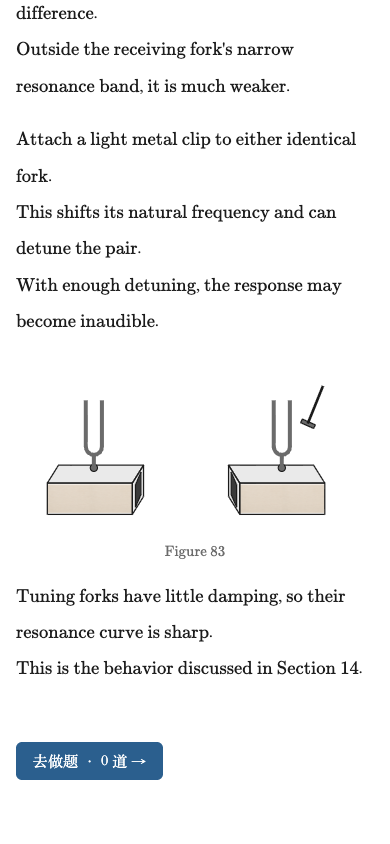 difference.
Outside the receiving fork's narrow
resonance band, it is much weaker.
Attach a light metal clip to either identical
fork.
This shifts its natural frequency and can
detune the pair.
With enough detuning, the response may
become inaudible.
Figure 83
Tuning forks have little damping, so their
resonance curve is sharp.
This is the behavior discussed in Section 14.
去做题 · 0 道 →